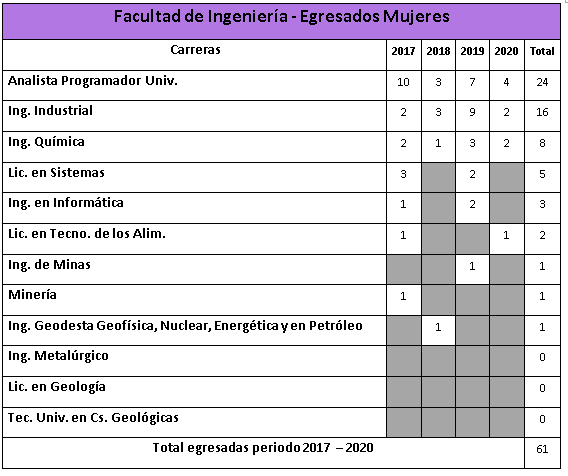 Facultad de Ingeniería - Egresados Mujeres
Carreras 2017 2018 2019 2020 Total
Analista Programador Univ. 10 3 7 4 24
Ing. Industrial 2 3 9 2 16
Ing. Química 2 1 3 2 8
Lic. en Sistemas 3 2 5
Ing. en Informática 1 2 3
Lic. en Tecno. de los Alim. 1 1 2
Ing. de Minas 1 1
Minería 1 1
Ing. Geodesta Geofísica, Nuclear, Energética y en Petróleo 1 1
Ing. Metalúrgico 0
Lic. en Geología 0
Tec. Univ. en Cs. Geológicas 0
Total egresadas periodo 2017 – 2020 61